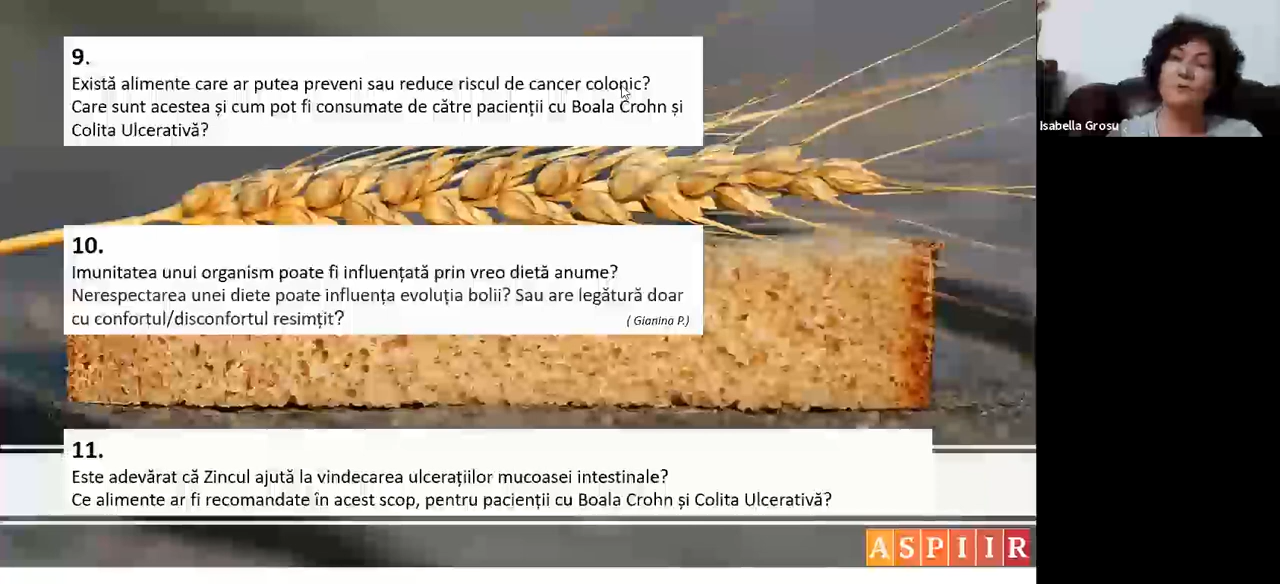 9.
Există alimente care ar putea preveni sau reduce riscul de cancer colonic?
Care sunt acestea și cum pot fi consumate de către pacienții cu Boala Crohn și
Colita Ulcerativă?
Isabella Grosu
10.
Imunitatea unui organism poate fi influențată prin vreo dietă anume?
Nerespectarea unei diete poate influența evoluția bolii? Sau are legătură doar
cu confortul/disconfortul resimțit?
( Gianina P.)
11.
Este adevărat că Zincul ajută la vindecarea ulcerațiilor mucoasei intestinale?
Ce alimente ar fi recomandate în acest scop, pentru pacienții cu Boala Crohn și Colita Ulcerativă?
ASPIIR